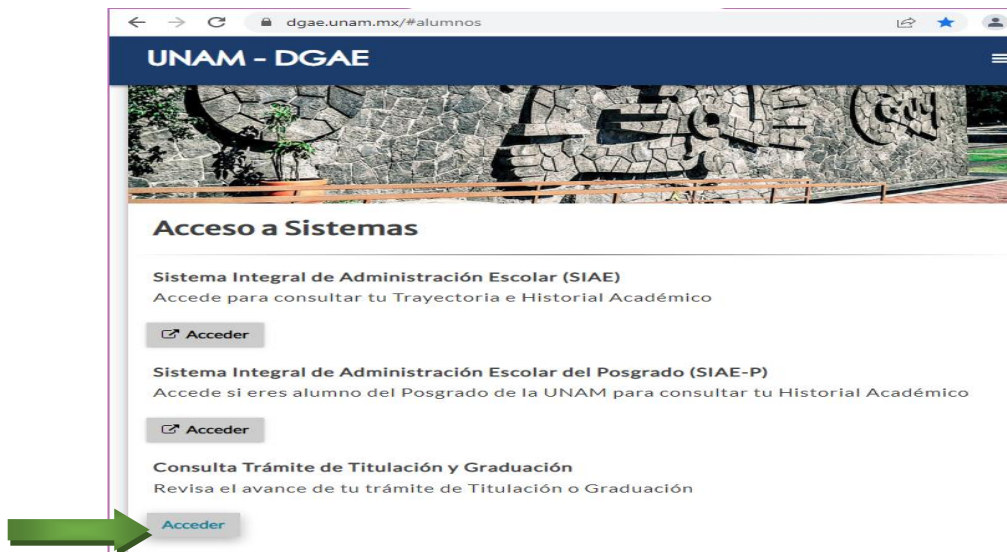 dgae.unam.mx/#alumnos
UNAM - DGAE
Acceso a Sistemas
Sistema Integral de Administración Escolar (SIAE)
Accede para consultar tu Trayectoria e Historial Académico
Acceder
Sistema Integral de Administración Escolar del Posgrado (SIAE-P)
Accede si eres alumno del Posgrado de la UNAM para consultar tu Historial Académico
Acceder
Consulta Trámite de Titulación y Graduación
Revisa el avance de tu trámite de Titulación o Graduación
Acceder